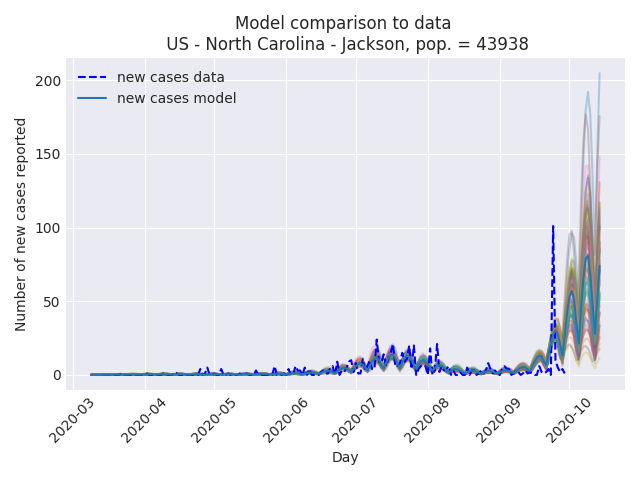 Model comparison to data
US - North Carolina - Jackson, pop. = 43938
new cases data
new cases model
Number of new cases reported
200
150
100
50
0
2020-03
2020-04
2020-05
2020-06
2020-07
2020-08
2020-09
2020-10
Day